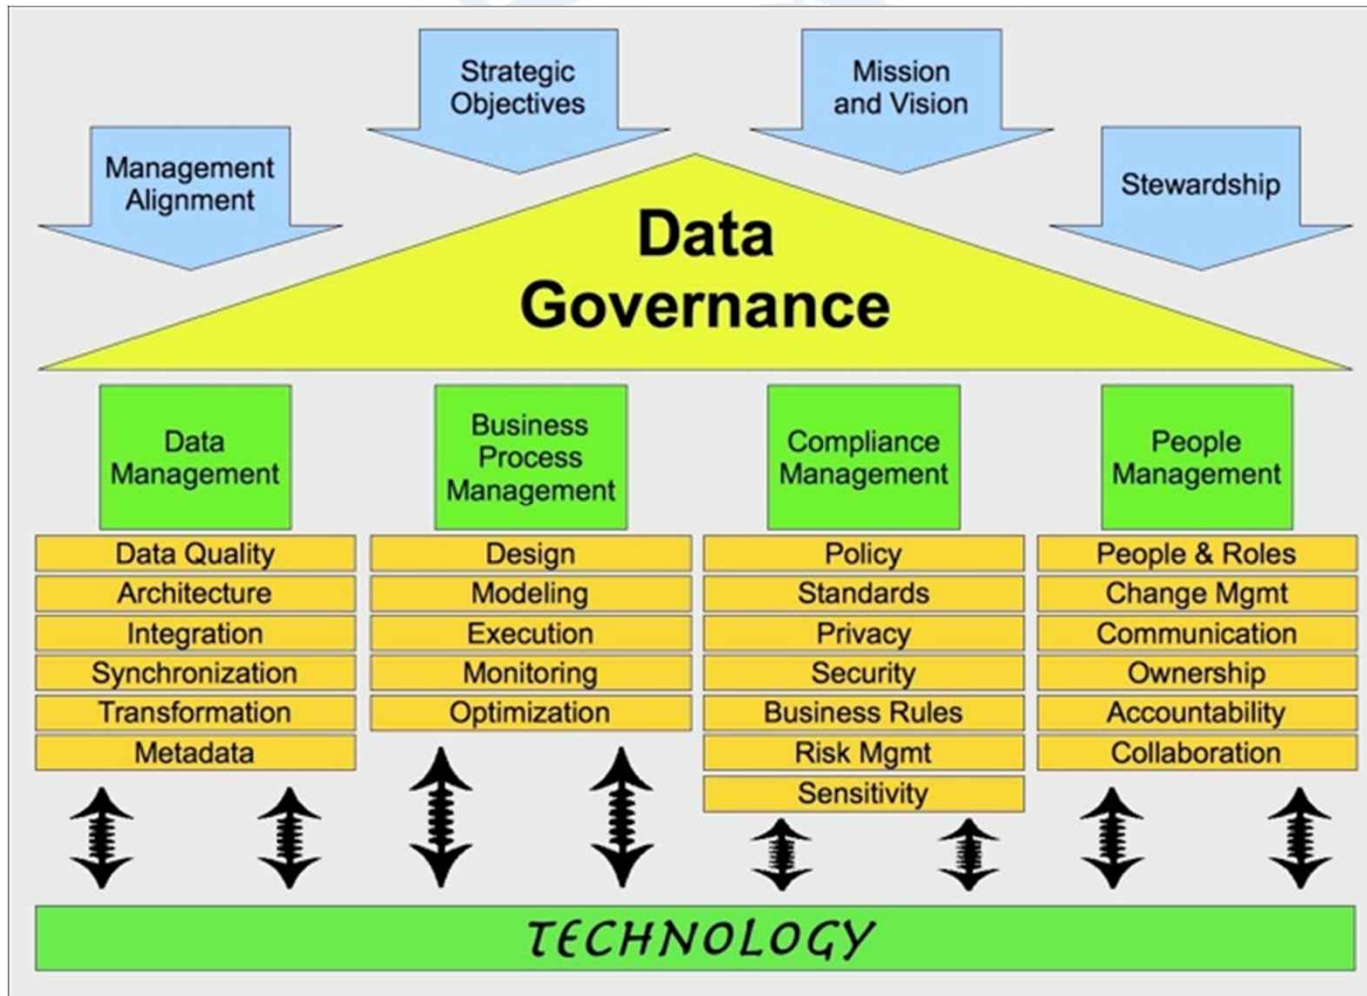 Strategic
Objectives
Mission
and Vision
Management
Alignment
Stewardship
Data
Governance
Data
Management
Business
Process
Management
Compliance
Management
People
Management
Data Quality
Architecture
Integration
Synchronization
Transformation
Metadata
Design
Modeling
Execution
Monitoring
Optimization
Policy
Standards
Privacy
Security
Business Rules
Risk Mgmt
Sensitivity
People & Roles
Change Mgmt
Communication
Ownership
Accountability
Collaboration
TECHNOLOGY